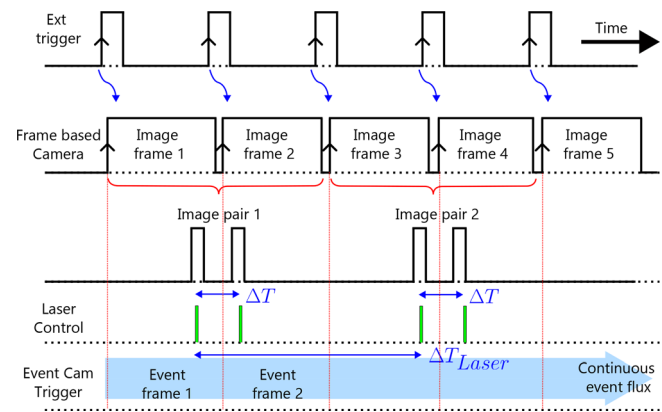 Ext
trigger
Time
Frame based
Camera
Image
frame 1
Image
frame 2
Image
frame 3
Image
frame 4
Image
frame 5
Image pair 1
Image pair 2
ΔT
ΔT
Laser
Control
ΔT_Laser
Event Cam
Trigger
Event
frame 1
Event
frame 2
Continuous
event flux